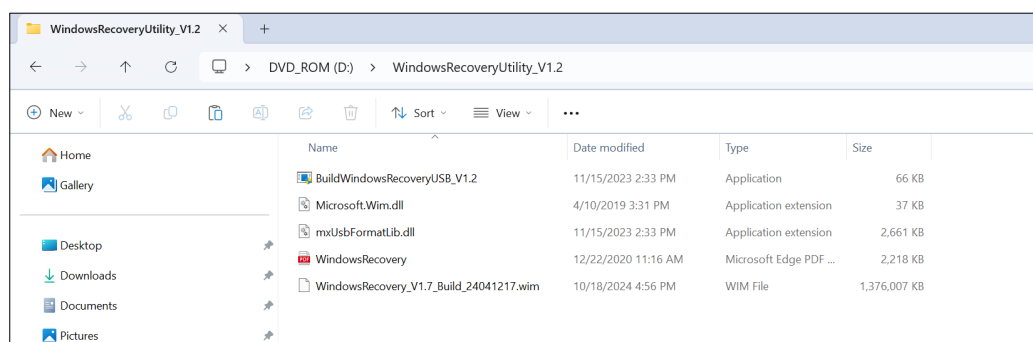 WindowsRecoveryUtility_V1.2
DVD_ROM (D:) > WindowsRecoveryUtility_V1.2
New Sort View
Name Date modified Type Size
Home
Gallery
BuildWindowsRecoveryUSB_V1.2 11/15/2023 2:33 PM Application 66 KB
Microsoft.Wim.dll 4/10/2019 3:31 PM Application extension 37 KB
mxUsbFormatLib.dll 11/15/2023 2:33 PM Application extension 2,661 KB
PDF WindowsRecovery 12/22/2020 11:16 AM Microsoft Edge PDF ... 2,218 KB
WindowsRecovery_V1.7_Build_24041217.wim 10/18/2024 4:56 PM WIM File 1,376,007 KB
Desktop
Downloads
Documents
Pictures